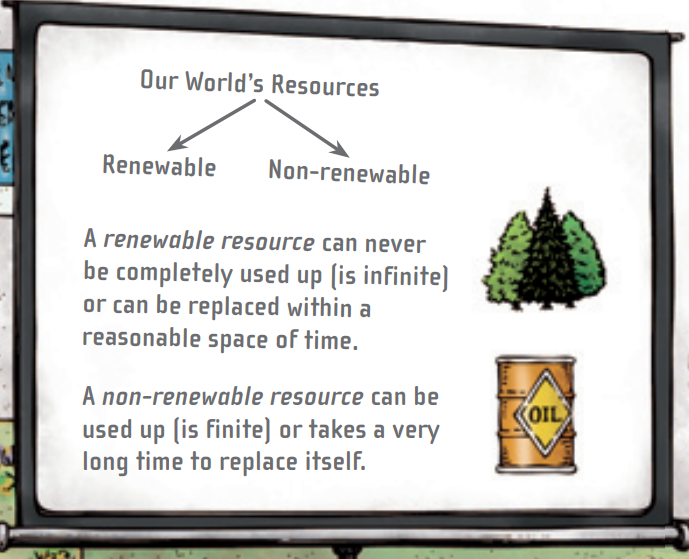 Our World's Resources
Renewable
Non-renewable
A renewable resource can never
be completely used up (is infinite)
or can be replaced within a
reasonable space of time.
OIL
A non-renewable resource can be
used up (is finite) or takes a very
long time to replace itself.